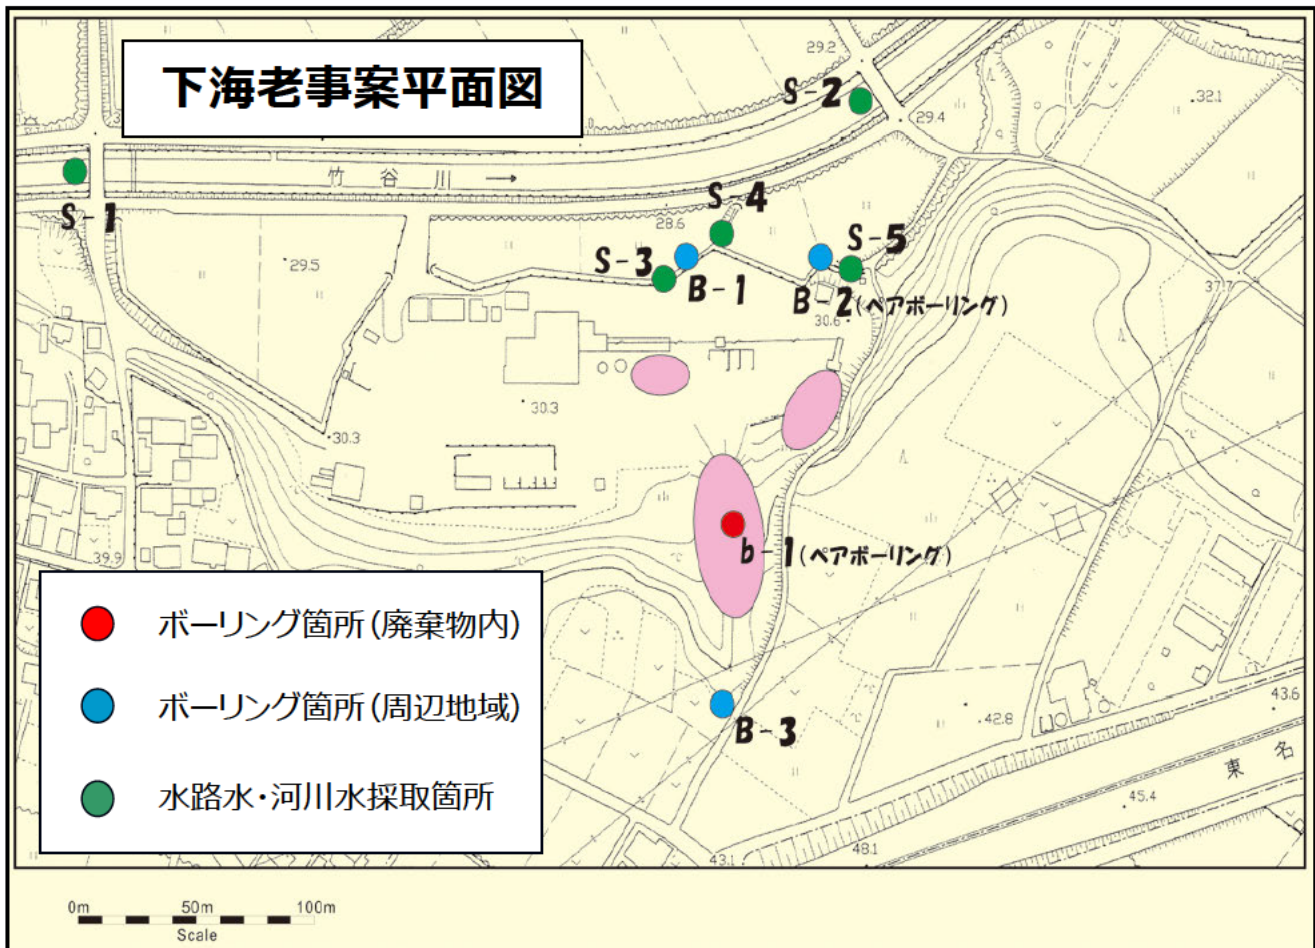 下海老事案平面図
29.2
S-2
29.4
32.1
竹谷川 →
S-1
S-4
28.6
29.5
S-3
B-1
S-5
B-2(ペアボーリング)
30.6
37.7
30.3
30.3
b-1(ペアボーリング)
39.9
ボーリング箇所(廃棄物内)
ボーリング箇所(周辺地域)
水路水・河川水採取箇所
B-3
42.8
43.6
東名
45.4
43.1
48.1
0m 50m 100m
Scale